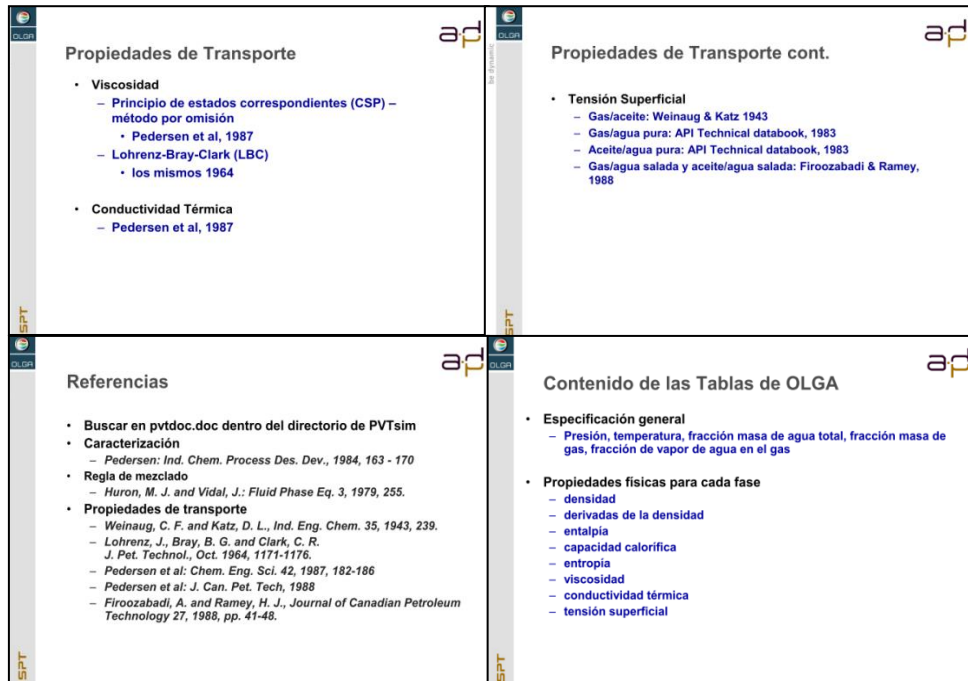 OLGA
a.p
Propiedades de Transporte
• Viscosidad
– Principio de estados correspondientes (CSP) –
método por omisión
• Pedersen et al, 1987
– Lohrenz-Bray-Clark (LBC)
• los mismos 1964
• Conductividad Térmica
– Pedersen et al, 1987
SPT
OLGA
be dynamic
a.p
Propiedades de Transporte cont.
• Tensión Superficial
– Gas/aceite: Weinaug & Katz 1943
– Gas/agua pura: API Technical databook, 1983
– Aceite/agua pura: API Technical databook, 1983
– Gas/agua salada y aceite/agua salada: Firoozabadi & Ramey,
1988
SPT
OLGA
a.p
Referencias
• Buscar en pvtdoc.doc dentro del directorio de PVTsim
• Caracterización
– Pedersen: Ind. Chem. Process Des. Dev., 1984, 163 - 170
• Regla de mezclado
– Huron, M. J. and Vidal, J.: Fluid Phase Eq. 3, 1979, 255.
• Propiedades de transporte
– Weinaug, C. F. and Katz, D. L., Ind. Eng. Chem. 35, 1943, 239.
– Lohrenz, J., Bray, B. G. and Clark, C. R.
J. Pet. Technol., Oct. 1964, 1171-1176.
– Pedersen et al: Chem. Eng. Sci. 42, 1987, 182-186
– Pedersen et al: J. Can. Pet. Tech, 1988
– Firoozabadi, A. and Ramey, H. J., Journal of Canadian Petroleum
Technology 27, 1988, pp. 41-48.
SPT
OLGA
a.p
Contenido de las Tablas de OLGA
• Especificación general
– Presión, temperatura, fracción masa de agua total, fracción masa de
gas, fracción de vapor de agua en el gas
• Propiedades físicas para cada fase
– densidad
– derivadas de la densidad
– entalpía
– capacidad calorífica
– entropía
– viscosidad
– conductividad térmica
– tensión superficial
SPT